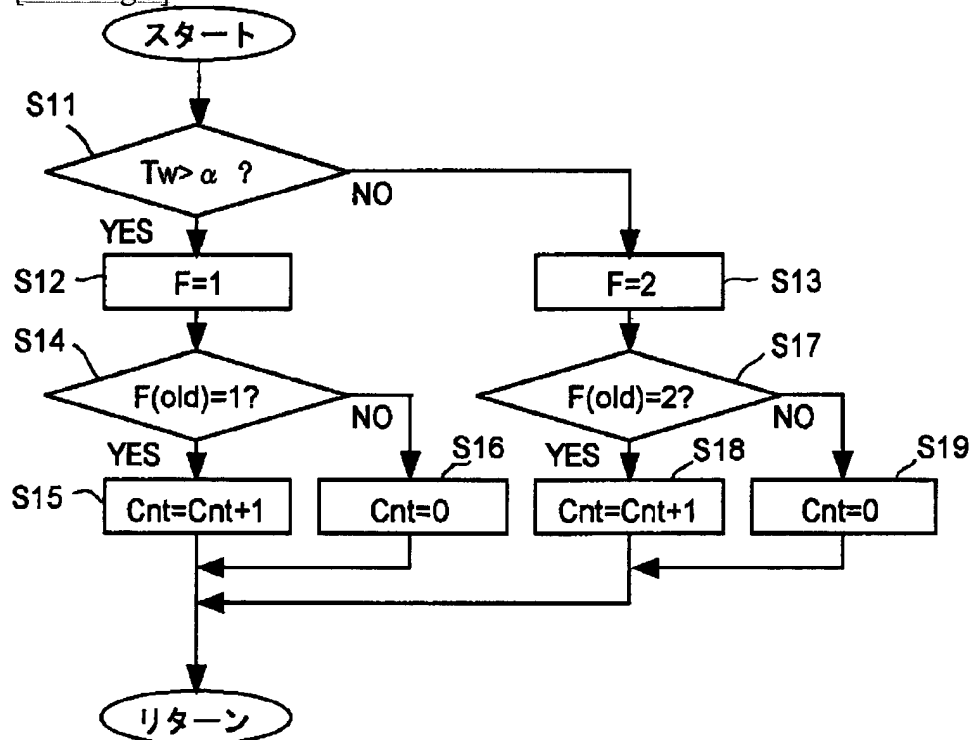 スタート
S11
Tw>α ?
NO
YES
S12
F=1
F=2
S13
S14
F(old)=1?
NO
S17
F(old)=2?
NO
YES
S16
YES
S18
S19
S15
Cnt=Cnt+1
Cnt=0
Cnt=Cnt+1
Cnt=0
リターン